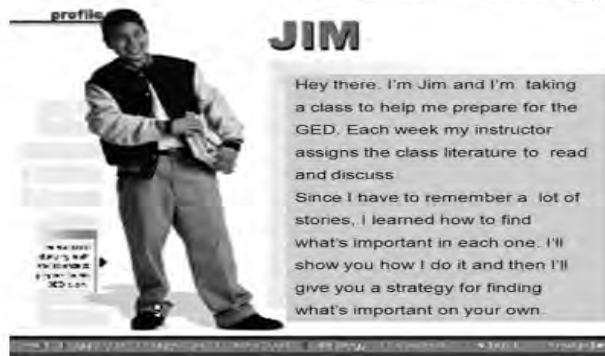 profile
JIM
Hey there. I'm Jim and I'm taking
a class to help me prepare for the
GED. Each week my instructor
assigns the class literature to read
and discuss
Since I have to remember a lot of
stories, I learned how to find
what's important in each one. I'll
show you how I do it and then I'll
give you a strategy for finding
what's important on your own.